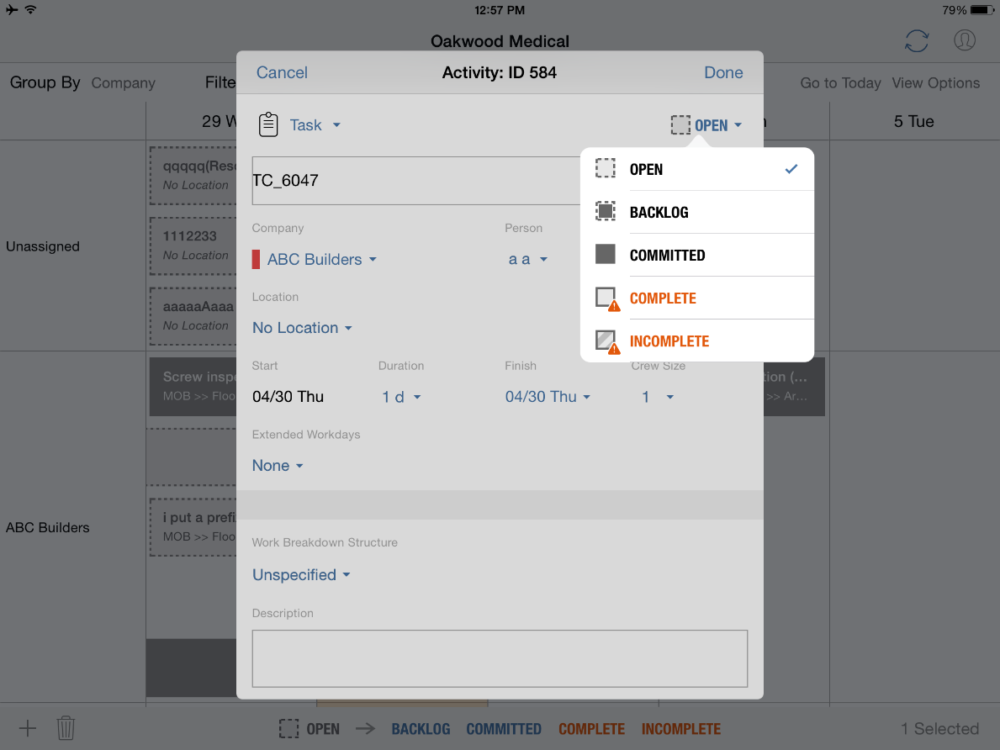 12:57 PM
79%
Oakwood Medical
Group By Company
Filte
Go to Today View Options
29 W
5 Tue
Unassigned
qqqqq(Reso
No Location
1112233
No Location
aaaaaAaaa
No Location
ABC Builders
Screw inspe
MOB >> Floo
tion (...
>> Ar...
i put a prefi
MOB >> Floo
Cancel
Activity: ID 584
Done
Task
OPEN
TC_6047
OPEN
BACKLOG
COMMITTED
COMPLETE
INCOMPLETE
Company
Person
ABC Builders
a a
Location
No Location
Start
Duration
Finish
Crew Size
04/30 Thu
1 d
04/30 Thu
1
Extended Workdays
None
Work Breakdown Structure
Unspecified
Description
OPEN
BACKLOG
COMMITTED
COMPLETE
INCOMPLETE
1 Selected